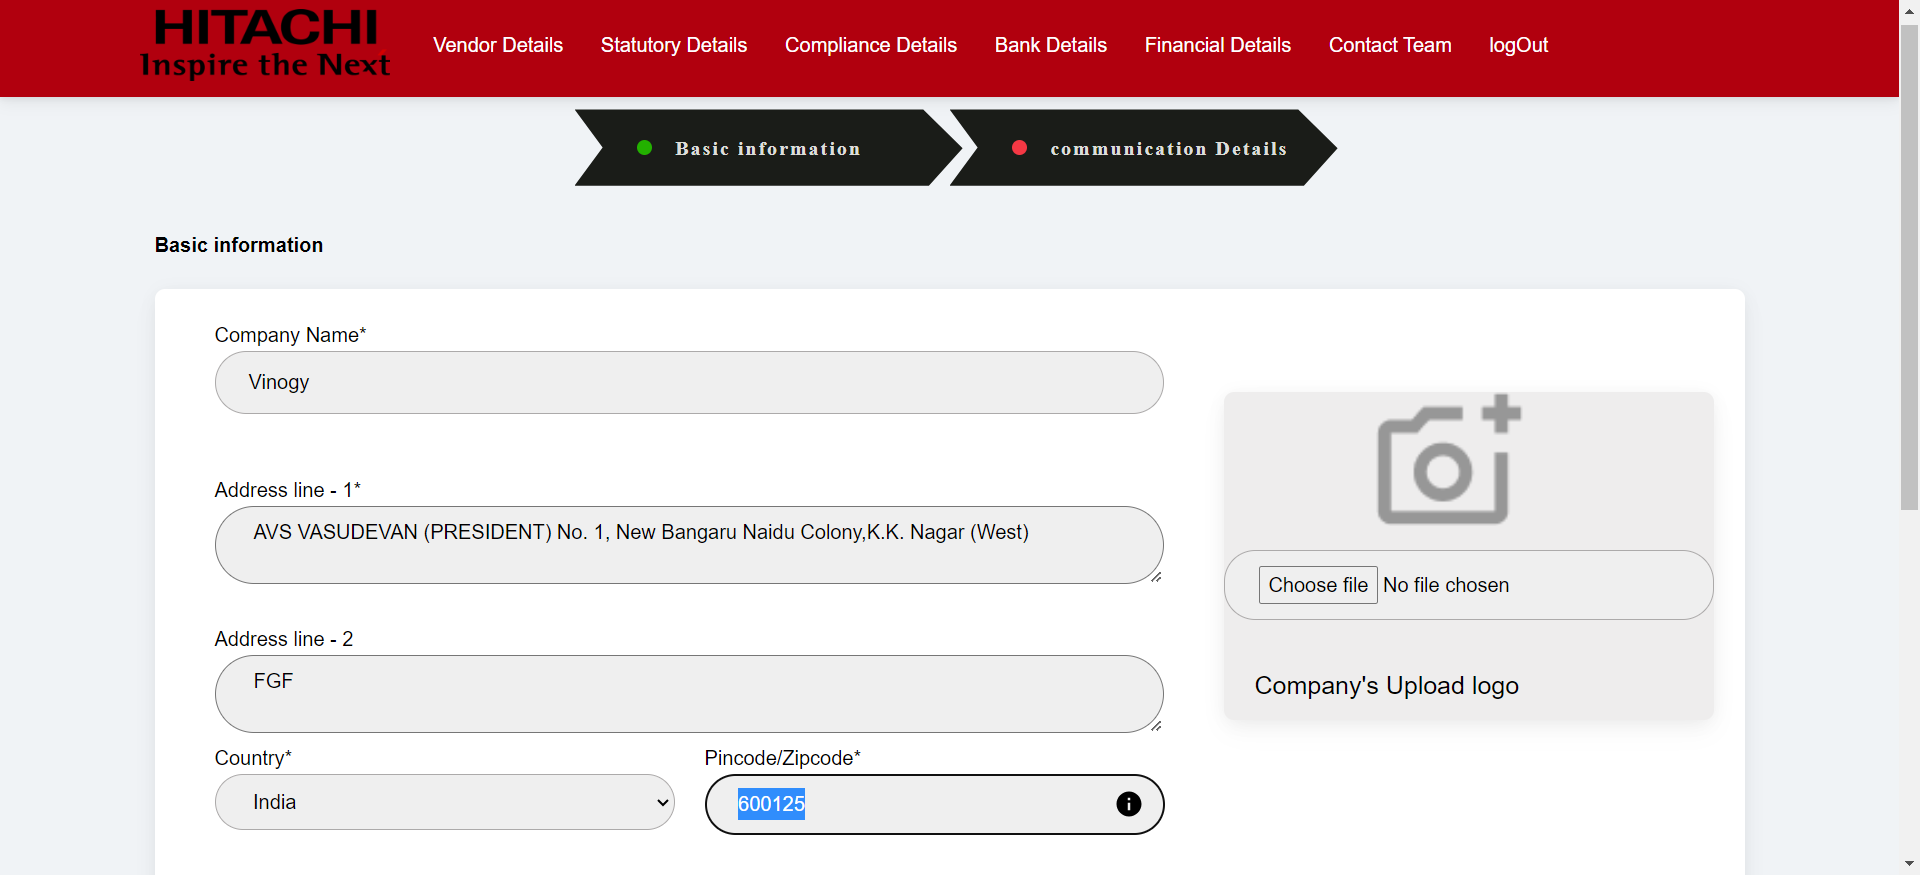 HITACHI
Inspire the Next
Vendor Details Statutory Details Compliance Details Bank Details Financial Details Contact Team logOut
Basic information communication Details
Basic information
Company Name*
Vinogy
Address line - 1*
AVS VASUDEVAN (PRESIDENT) No. 1, New Bangaru Naidu Colony,K.K. Nagar (West)
Choose file No file chosen
Address line - 2
FGF
Company's Upload logo
Country* Pincode/Zipcode*
India 600125